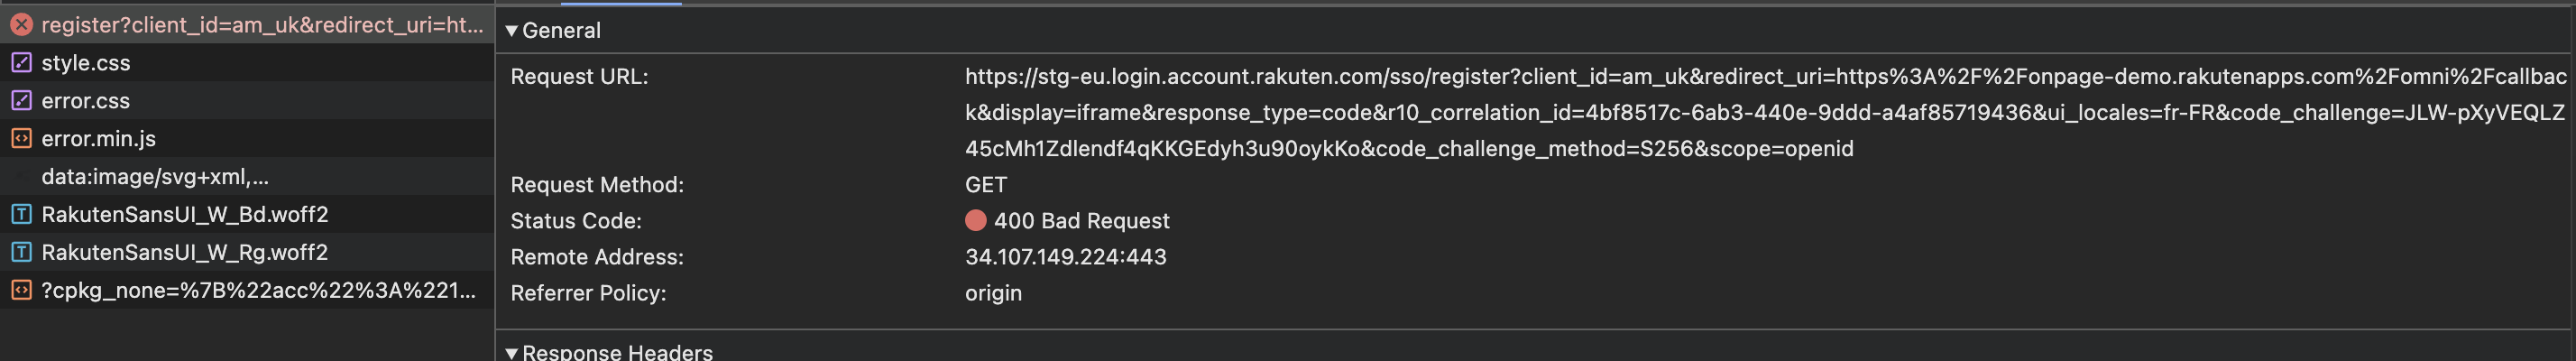 register?client_id=am_uk&redirect_uri=ht...
style.css
error.css
error.min.js
data:image/svg+xml,...
RakutenSansUI_W_Bd.woff2
RakutenSansUI_W_Rg.woff2
?cpkg_none=%7B%22acc%22%3A%221...
General
Request URL:
https://stg-eu.login.account.rakuten.com/sso/register?client_id=am_uk&redirect_uri=https%3A%2F%2Fonpage-demo.rakutenapps.com%2Fomni%2Fcallbac
k&display=iframe&response_type=code&r10_correlation_id=4bf8517c-6ab3-440e-9ddd-a4af85719436&ui_locales=fr-FR&code_challenge=JLW-pXyVEQLZ
45cMh1Zdlendf4qKKGEdyh3u90oykKo&code_challenge_method=S256&scope=openid
Request Method:
GET
Status Code:
400 Bad Request
Remote Address:
34.107.149.224:443
Referrer Policy:
origin
Response Headers